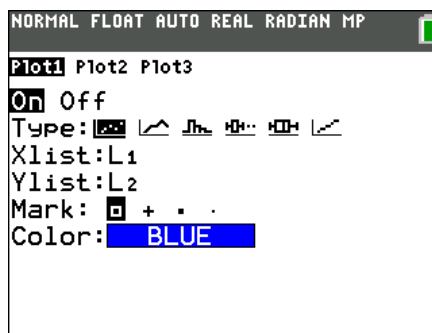 NORMAL FLOAT AUTO REAL RADIAN MP
Plot1 Plot2 Plot3
On Off
Type:
Xlist:L₁
Ylist:L₂
Mark: + ▪ ·
Color: BLUE